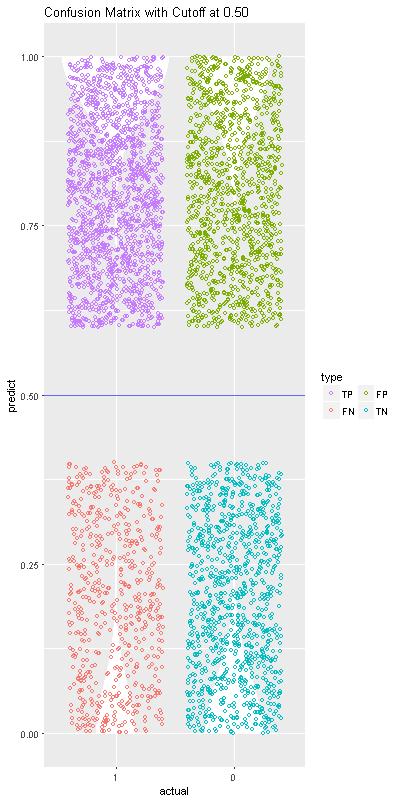 Confusion Matrix with Cutoff at 0.50
1.00
0.75
0.50
0.25
0.00
predict
1 0
actual
type
TP FP
FN TN